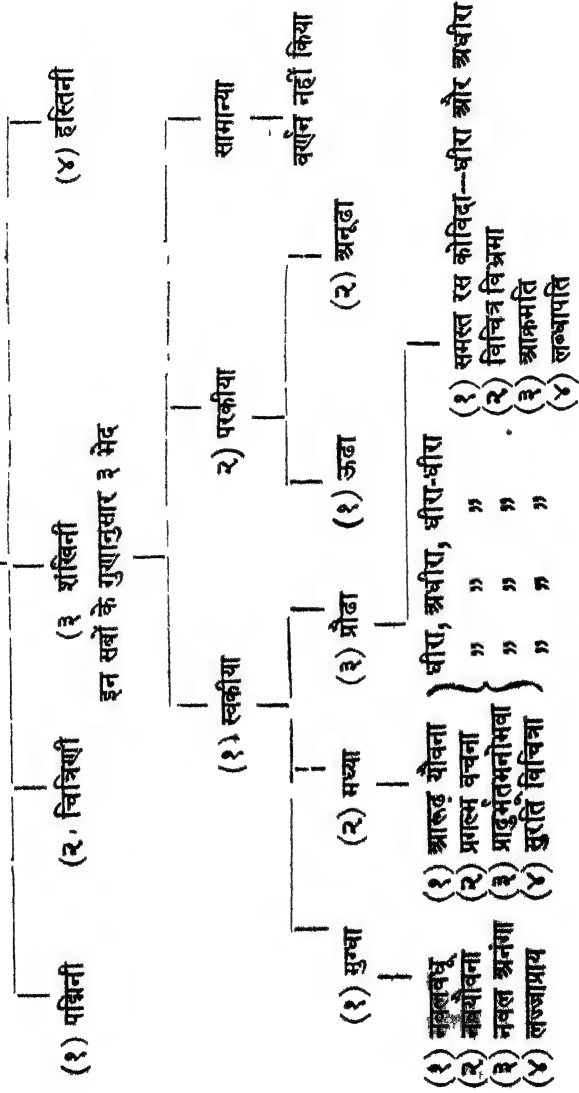 (१) पद्मिनी (२. चित्रिणी (३ शंखिनी (४) हस्तिनी
इन सबों के गुणानुसार ३ भेद
(१) स्वकीया २) परकीया सामान्या
(१) मुग्धा (२) मध्या (३) प्रौढा (१) ऊढा (२) अनूढा वर्णन नहीं किया
(१) नवलवधू
(२) नवयौवना
(३) नवल अनंगा
(४) लज्जाप्राय
(१) आरूढ़ यौवना
(२) प्रगल्भ वचना
(३) प्रादुर्भूतमनोभवा
(४) सुरति विचित्रा
धीरा, अधीरा, धीरा-धीरा
” ” ”
” ” ”
” ” ”
(१) समस्त रस कोविदा---धीरा और अधीरा
(२) विचित्र विभ्रमा
(३) आक्रमति
(४) लब्धापति